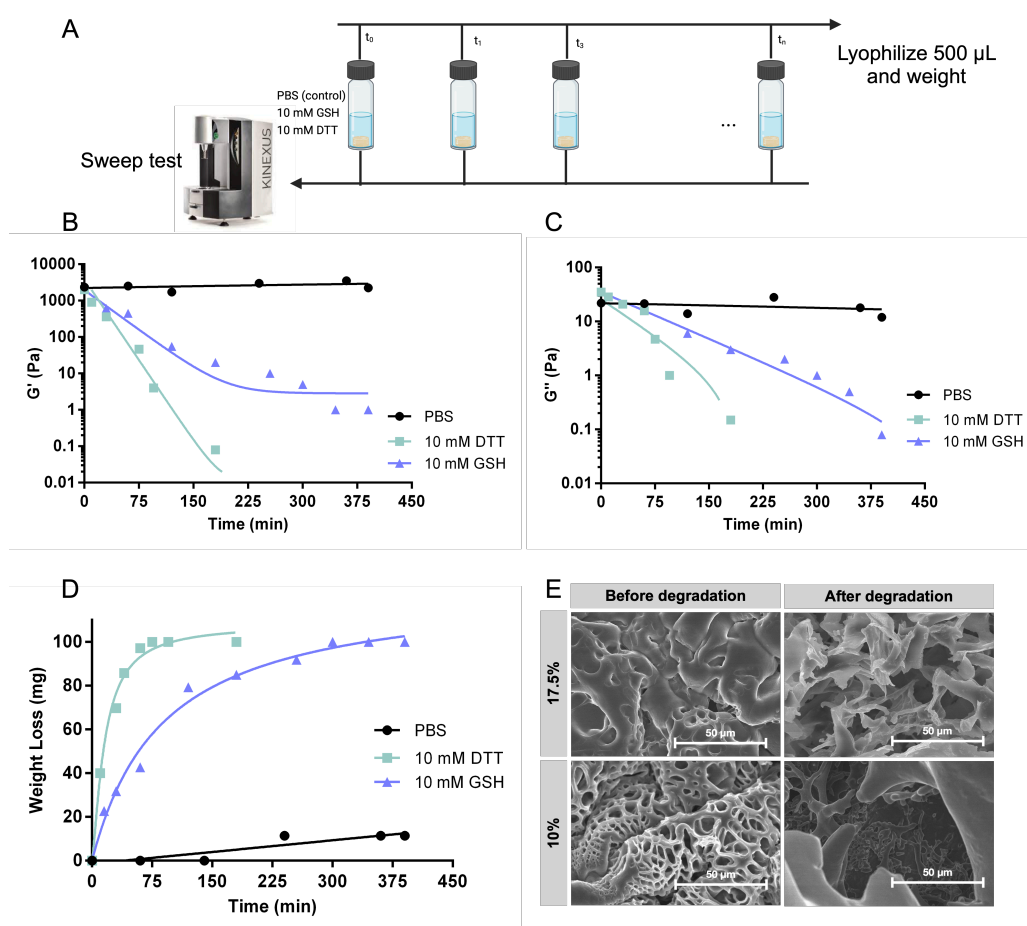 A
t₀
t₁
t₃
tₙ
Lyophilize 500 µL
and weight
PBS (control)
10 mM GSH
10 mM DTT
...
Sweep test
KINEXUS
B
10000
1000
100
10
1
0.1
0.01
G' (Pa)
0 75 150 225 300 375 450
Time (min)
PBS
10 mM DTT
10 mM GSH
C
100
10
1
0.1
0.01
G'' (Pa)
0 75 150 225 300 375 450
Time (min)
PBS
10 mM DTT
10 mM GSH
D
100
80
60
40
20
0
Weight Loss (mg)
0 75 150 225 300 375 450
Time (min)
PBS
10 mM DTT
10 mM GSH
E
Before degradation
After degradation
17.5%
50 µm
50 µm
10%
50 µm
50 µm